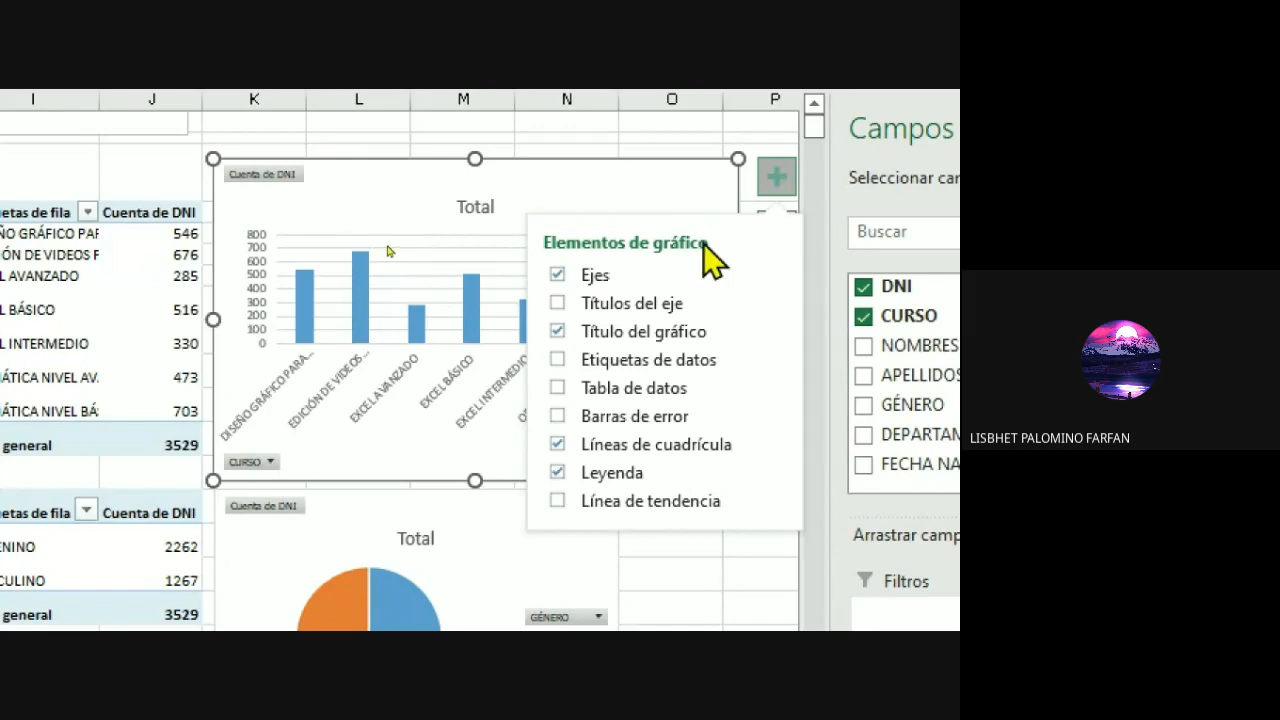 I J K L M N O P
Campos
Seleccionar car
Buscar
DNI
CURSO
NOMBRES
APELLIDOS
GÉNERO
DEPARTAM
FECHA NA
Arrastrar camp
Filtros
etas de fila Cuenta de DNI
ÑO GRÁFICO PAR 546
IÓN DE VIDEOS F 676
L AVANZADO 285
L BÁSICO 516
L INTERMEDIO 330
ÁTICA NIVEL AV. 473
ÁTICA NIVEL BÁ 703
general 3529
etas de fila Cuenta de DNI
ENINO 2262
CULINO 1267
general 3529
Cuenta de DNI
Total
800
700
600
500
400
300
200
100
0
DISEÑO GRÁFICO PARA...
EDICIÓN DE VIDEOS...
EXCEL AVANZADO
EXCEL BÁSICO
EXCEL INTERMEDIO
CURSO
Elementos de gráfico
Ejes
Títulos del eje
Título del gráfico
Etiquetas de datos
Tabla de datos
Barras de error
Líneas de cuadrícula
Leyenda
Línea de tendencia
Cuenta de DNI
Total
GÉNERO
LISBHET PALOMINO FARFAN